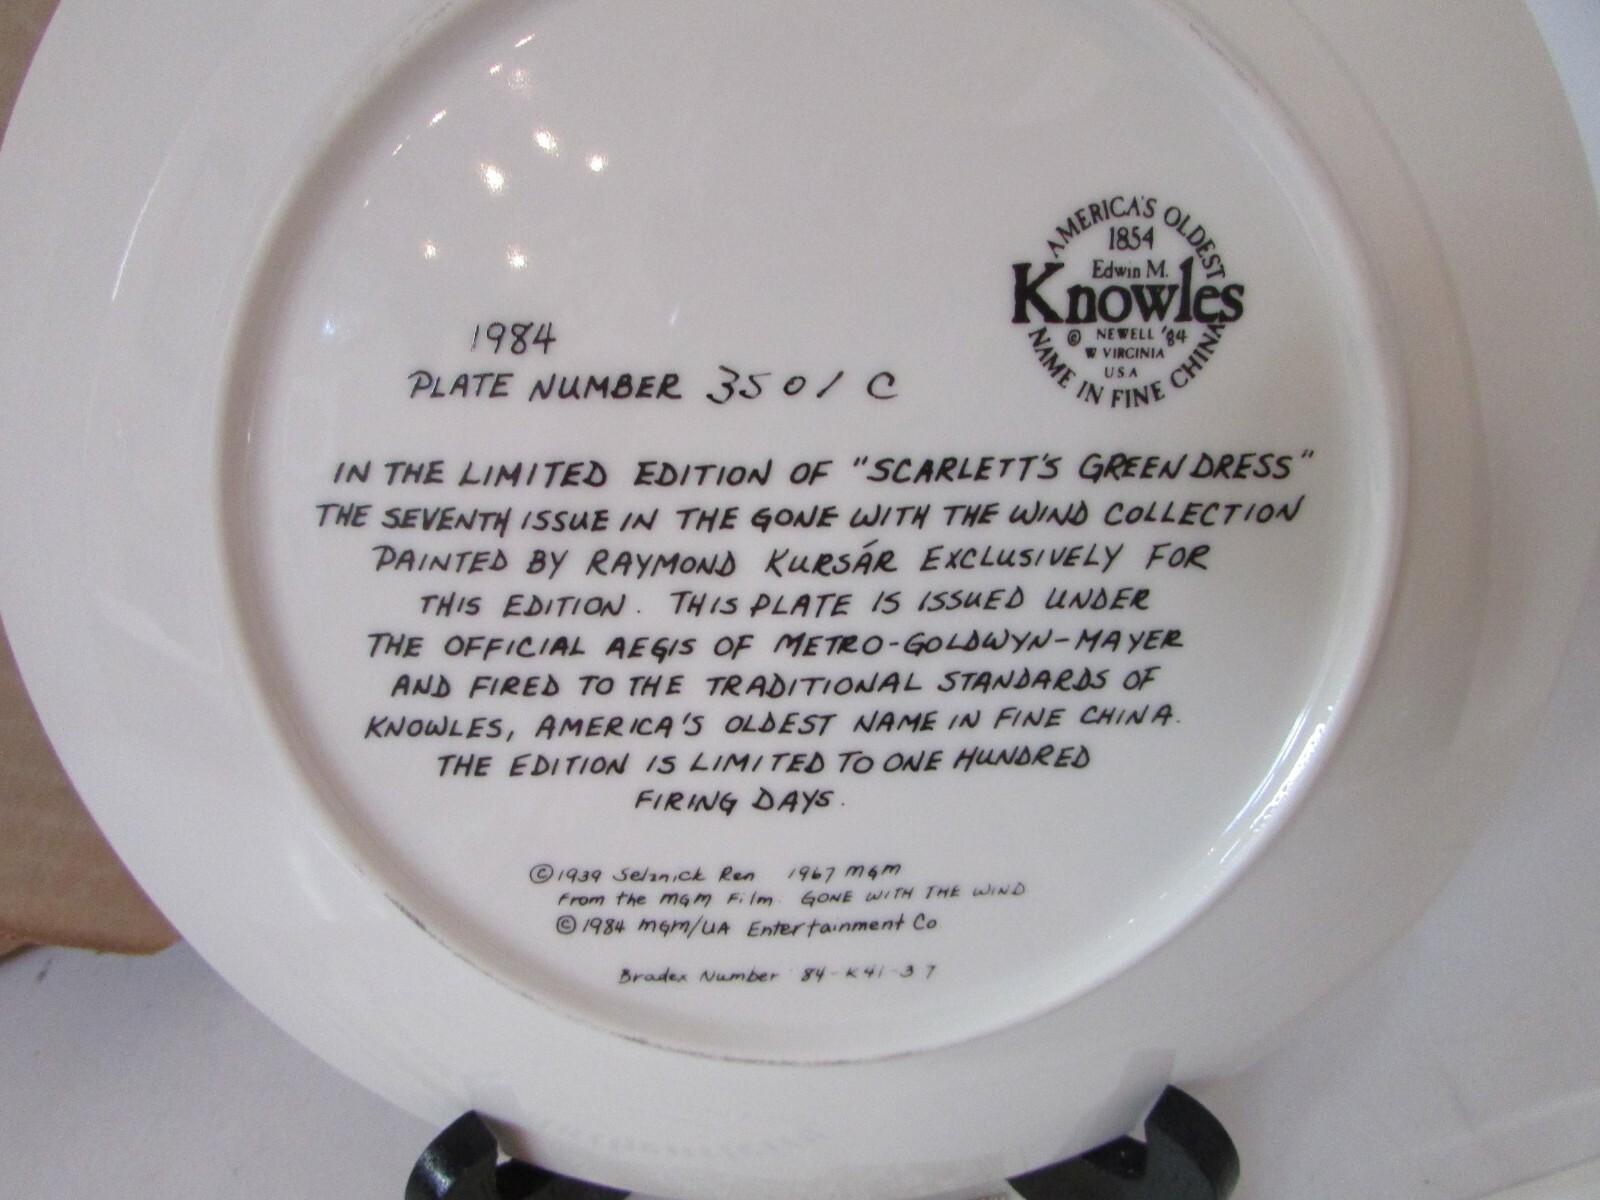 AMERICA'S OLDEST
1854
Edwin M.
Knowles
© NEWELL '84
W VIRGINIA
USA
NAME IN FINE CHINA
1984
PLATE NUMBER 3501 C
IN THE LIMITED EDITION OF "SCARLETT'S GREEN DRESS"
THE SEVENTH ISSUE IN THE GONE WITH THE WIND COLLECTION
PAINTED BY RAYMOND KURSÁR EXCLUSIVELY FOR
THIS EDITION. THIS PLATE IS ISSUED UNDER
THE OFFICIAL AEGIS OF METRO-GOLDWYN-MAYER
AND FIRED TO THE TRADITIONAL STANDARDS OF
KNOWLES, AMERICA'S OLDEST NAME IN FINE CHINA.
THE EDITION IS LIMITED TO ONE HUNDRED
FIRING DAYS.
© 1939 Selznick Ren 1967 MGM
From the MGM Film. GONE WITH THE WIND
© 1984 MGM/UA Entertainment Co
Bradex Number 84-K41-37